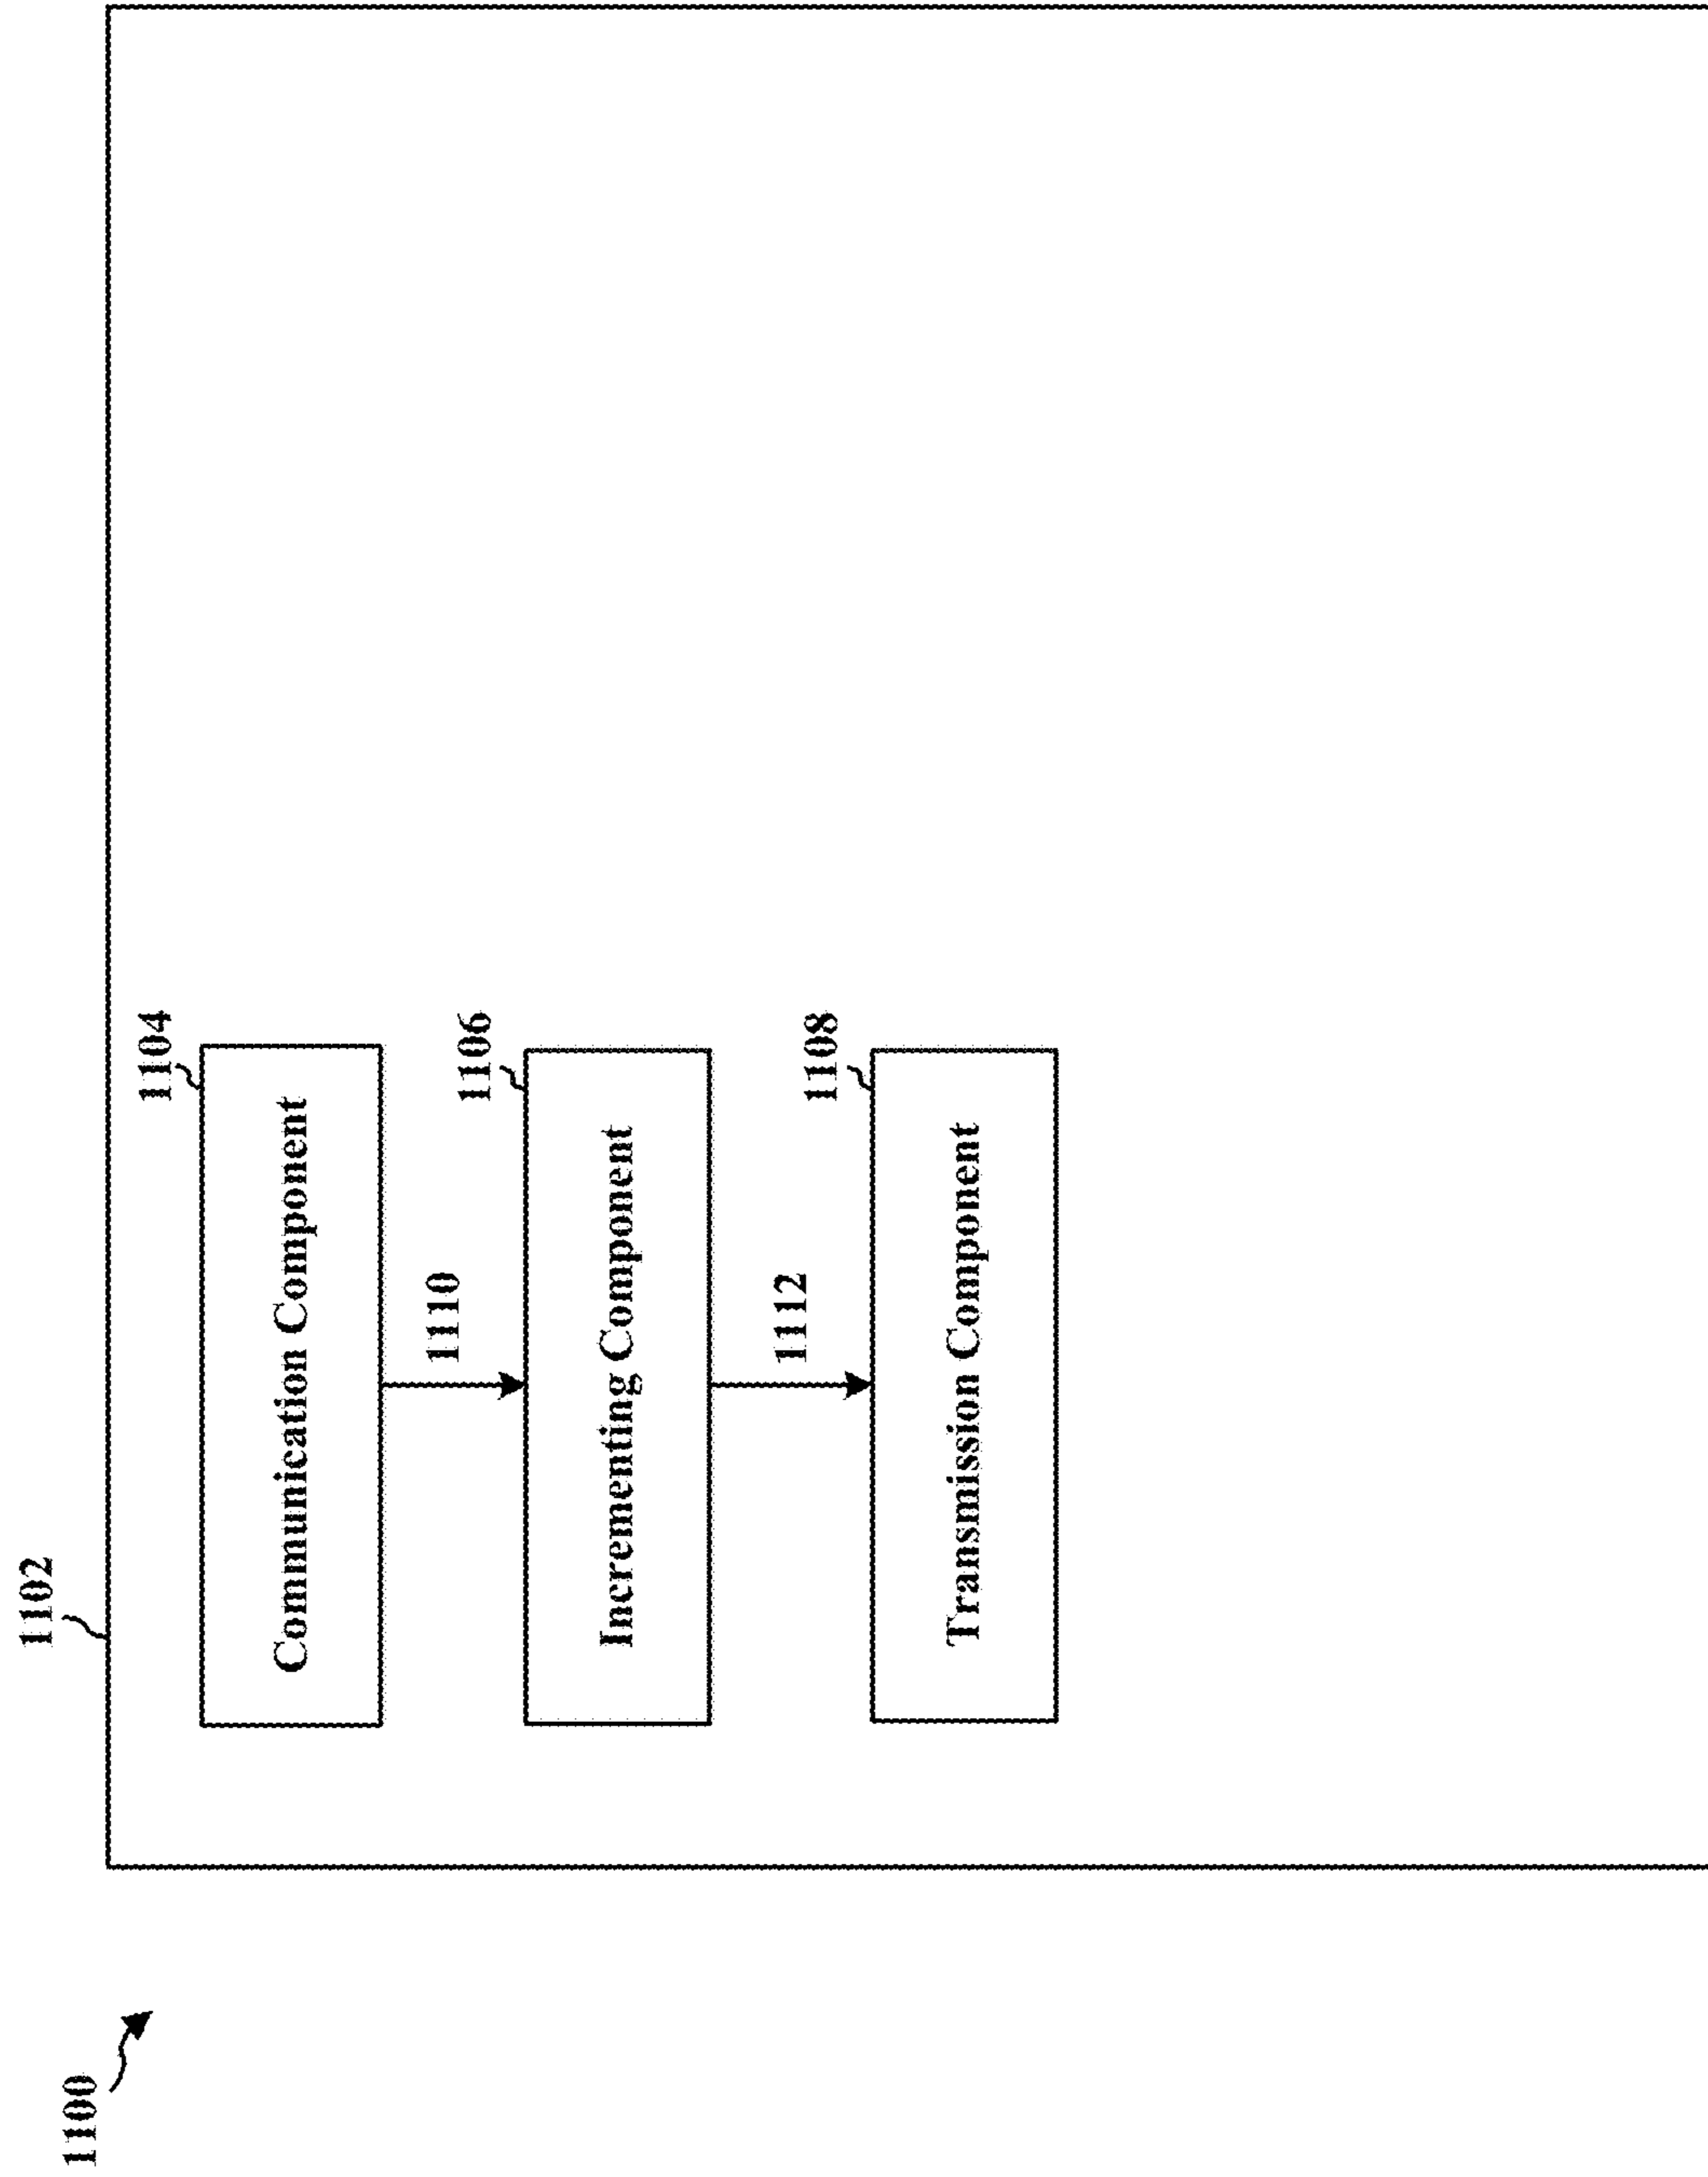 1100
1102
1104
Communication Component
1110
1106
Incrementing Component
1112
1108
Transmission Component